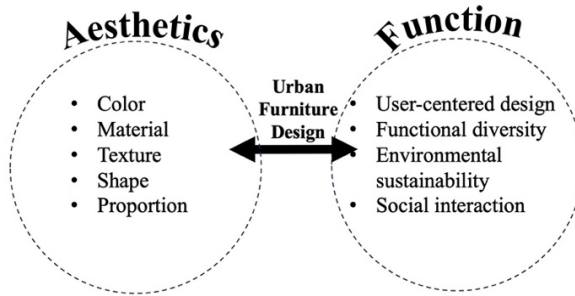 Aesthetics
• Color
• Material
• Texture
• Shape
• Proportion
Urban
Furniture
Design
Function
• User-centered design
• Functional diversity
• Environmental
sustainability
• Social interaction